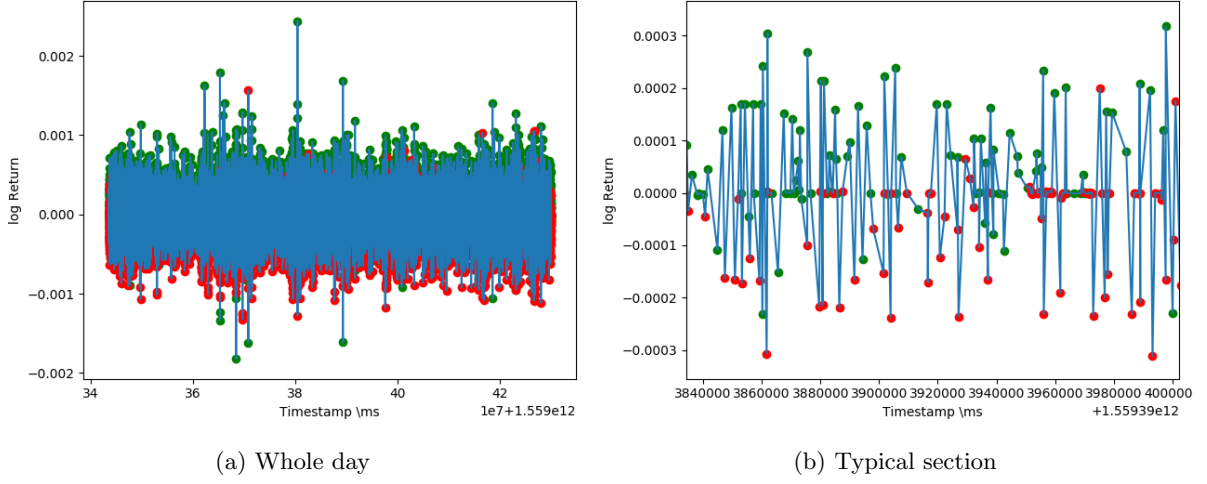 0.002
0.001
0.000
−0.001
−0.002
log Return
34 36 38 40 42
Timestamp \ms
1e7+1.559e12
(a) Whole day
0.0003
0.0002
0.0001
0.0000
−0.0001
−0.0002
−0.0003
log Return
3840000 3860000 3880000 3900000 3920000 3940000 3960000 3980000 4000000
Timestamp \ms
+1.55939e12
(b) Typical section